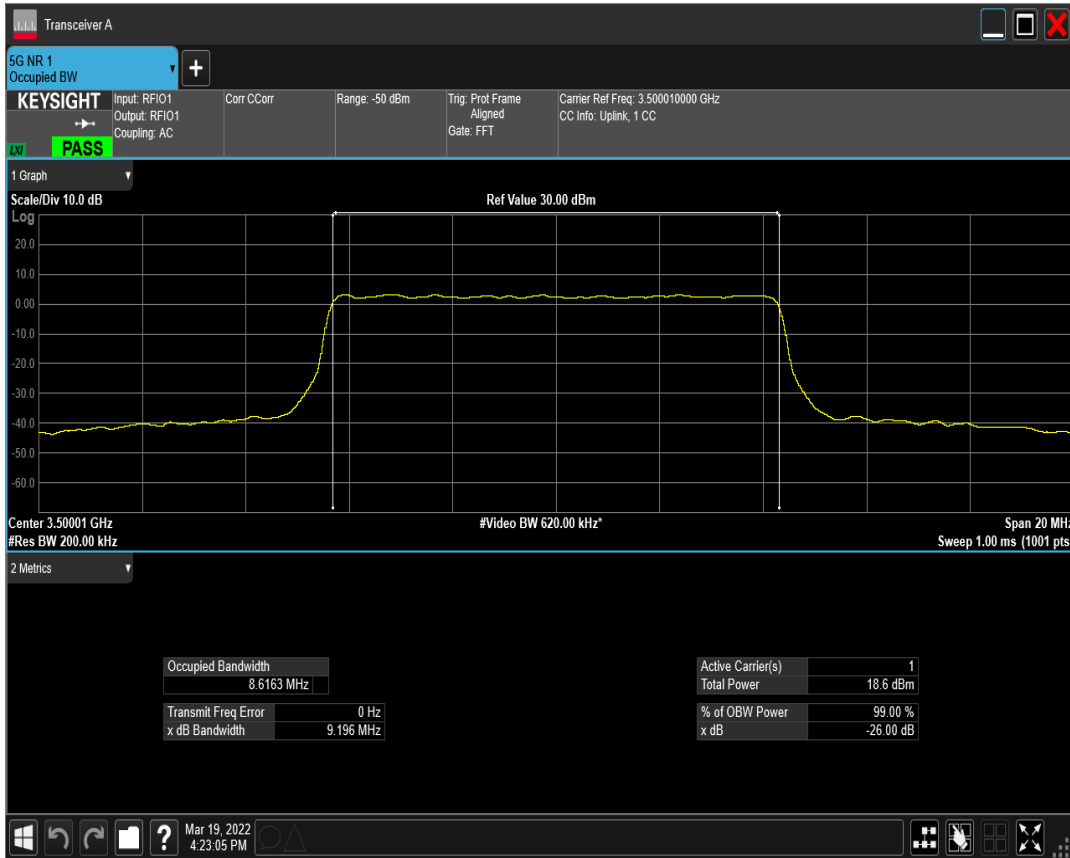 Transceiver A
5G NR 1
Occupied BW
+
KEYSIGHT
LXI
PASS
Input: RFIO1
Output: RFIO1
Coupling: AC
Corr CCorr
Range: -50 dBm
Trig: Prot Frame
Aligned
Gate: FFT
Carrier Ref Freq: 3.500010000 GHz
CC Info: Uplink, 1 CC
1 Graph
Scale/Div 10.0 dB
Ref Value 30.00 dBm
Log
20.0
10.0
0.00
-10.0
-20.0
-30.0
-40.0
-50.0
-60.0
Center 3.50001 GHz
#Video BW 620.00 kHz*
Span 20 MHz
#Res BW 200.00 kHz
Sweep 1.00 ms (1001 pts
2 Metrics
Occupied Bandwidth
8.6163 MHz
Transmit Freq Error 0 Hz
x dB Bandwidth 9.196 MHz
Active Carrier(s) 1
Total Power 18.6 dBm
% of OBW Power 99.00 %
x dB -26.00 dB
?
Mar 19, 2022
4:23:05 PM